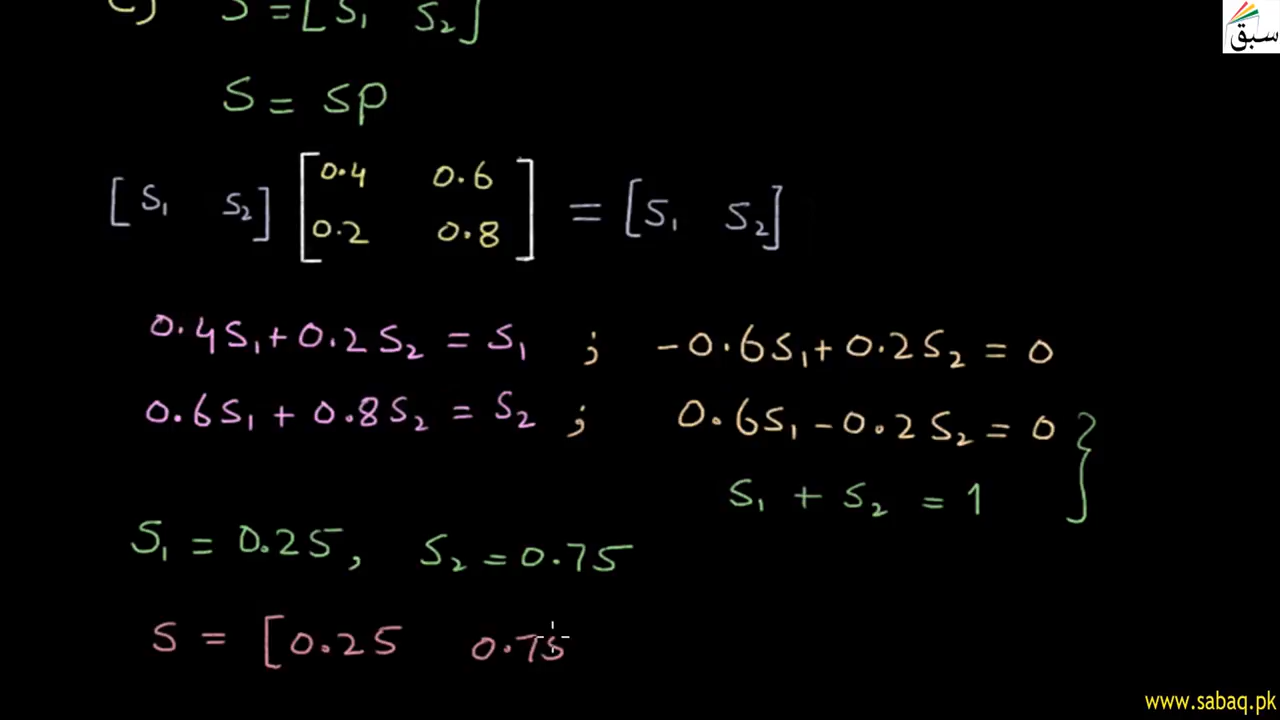 c) S = [S₁ S₂]
سبق
S = SP
[S₁ S₂] [0.4 0.6
0.2 0.8] = [S₁ S₂]
0.4S₁ + 0.2S₂ = S₁ ; -0.6S₁ + 0.2S₂ = 0
0.6S₁ + 0.8S₂ = S₂ ; 0.6S₁ - 0.2S₂ = 0 }
S₁ + S₂ = 1
S₁ = 0.25, S₂ = 0.75
S = [0.25 0.75
www.sabaq.pk